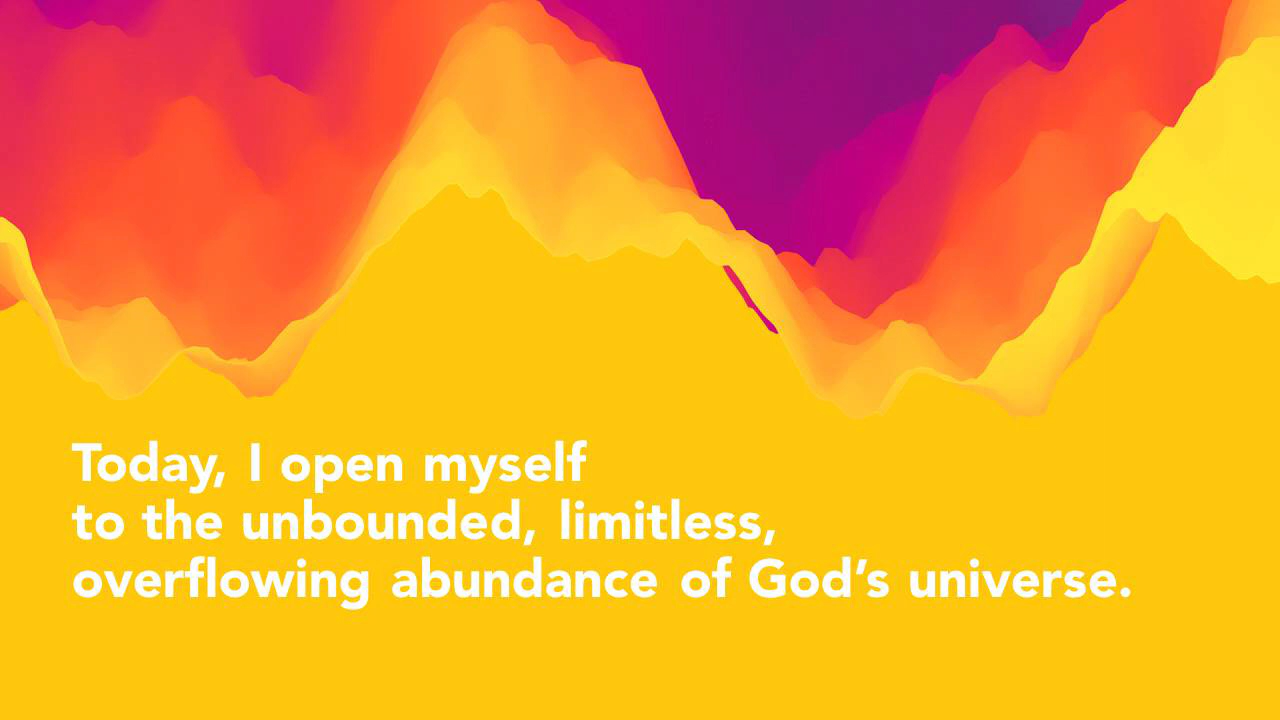 Today, I open myself
to the unbounded, limitless,
overflowing abundance of God’s universe.